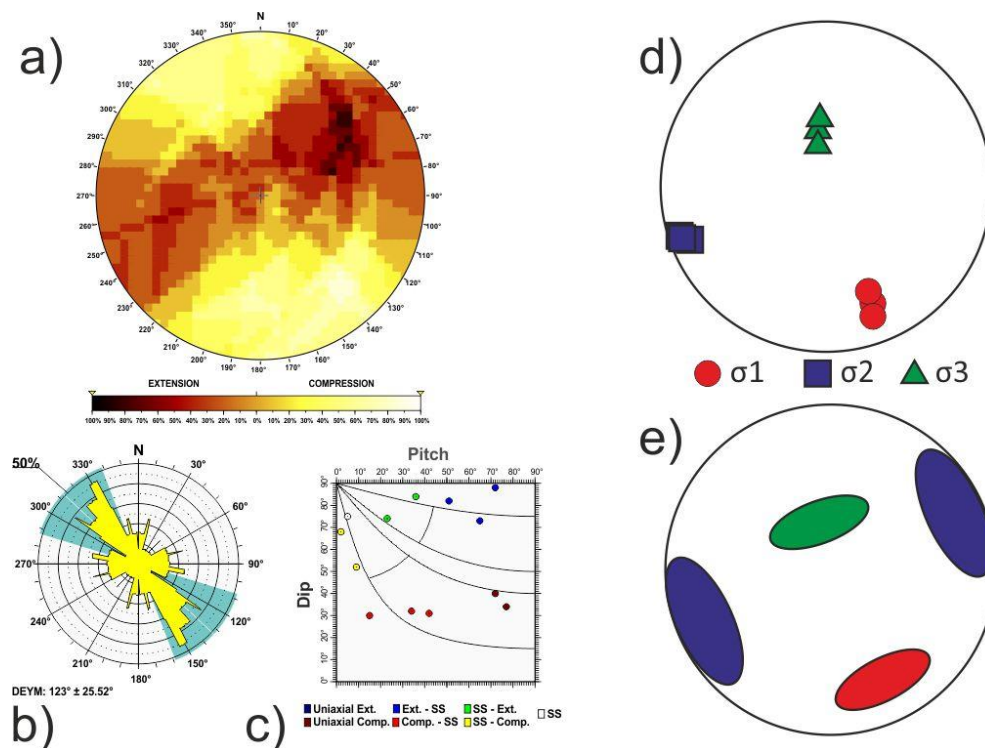 a)
N
350° 10°
340° 20°
330° 30°
320° 40°
310° 50°
300° 60°
290° 70°
280° 80°
270° 90°
260° 100°
250° 110°
240° 120°
230° 130°
220° 140°
210° 150°
200° 160°
190° 180° 170°
EXTENSION COMPRESSION
100% 90% 80% 70% 60% 50% 40% 30% 20% 10% 0% 10% 20% 30% 40% 50% 60% 70% 80% 90% 100%
b)
N
50%
330° 30°
300° 60°
270° 90°
240° 120°
210° 150°
180°
DEYM: 123° ± 25.52°
c)
Pitch
0° 10° 20° 30° 40° 50° 60° 70° 80° 90°
Dip
90°
80°
70°
60°
50°
40°
30°
20°
10°
0°
Uniaxial Ext. Ext. - SS SS - Ext. SS
Uniaxial Comp. Comp. - SS SS - Comp.
d)
σ1 σ2 σ3
e)